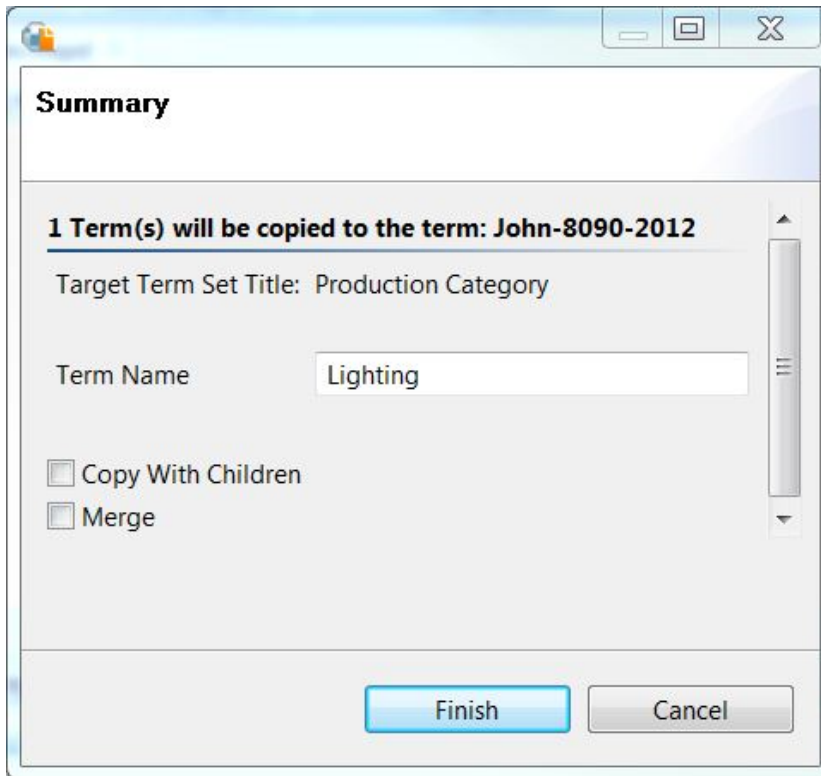 Summary
1 Term(s) will be copied to the term: John-8090-2012
Target Term Set Title: Production Category
Term Name Lighting
Copy With Children
Merge
Finish Cancel